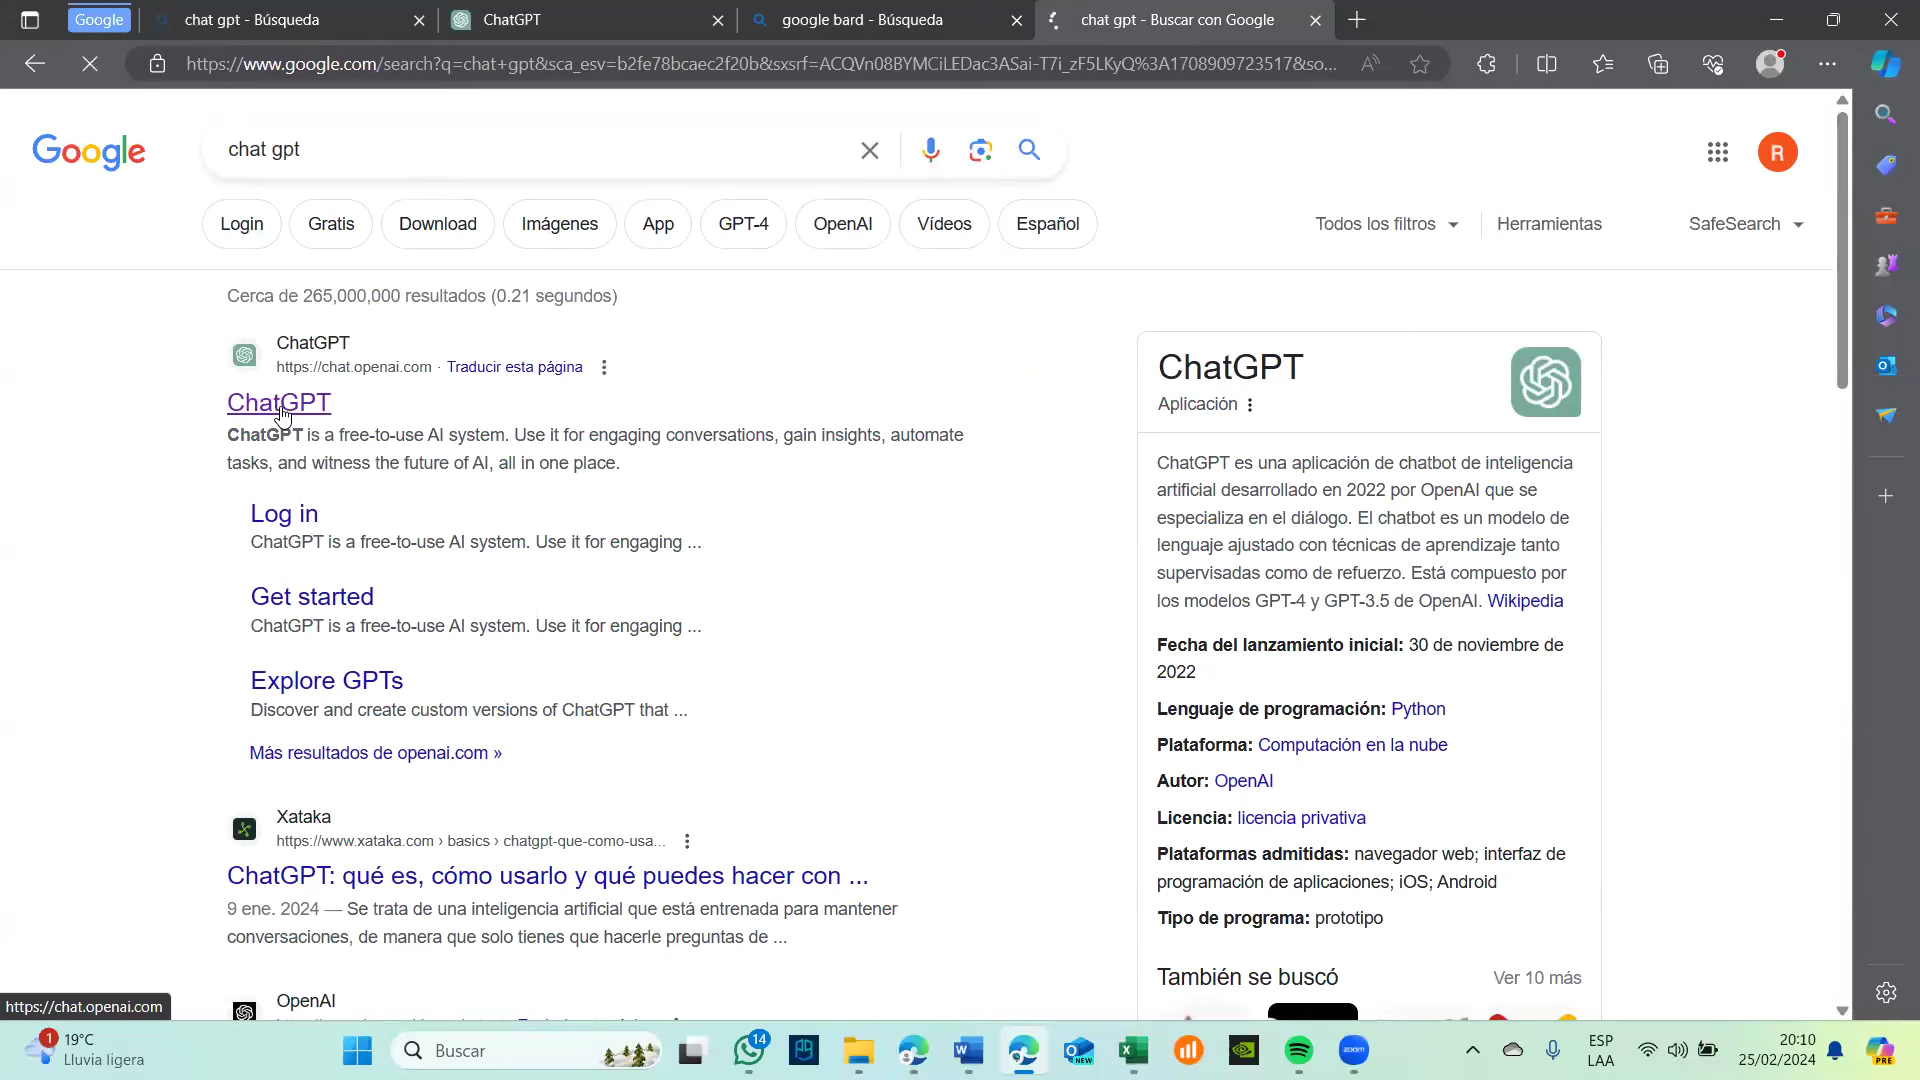 Google
chat gpt - Búsqueda
ChatGPT
google bard - Búsqueda
chat gpt - Buscar con Google
https://www.google.com/search?q=chat+gpt&sca_esv=b2fe78bcaec2f20b&sxsrf=ACQVn08BYMCiLEDac3ASai-T7i_zF5LKyQ%3A1708909723517&so...
Google
chat gpt
R
Login
Gratis
Download
Imágenes
App
GPT-4
OpenAI
Vídeos
Español
Todos los filtros
Herramientas
SafeSearch
Cerca de 265,000,000 resultados (0.21 segundos)
ChatGPT
https://chat.openai.com · Traducir esta página
ChatGPT
ChatGPT is a free-to-use AI system. Use it for engaging conversations, gain insights, automate
tasks, and witness the future of AI, all in one place.
Log in
ChatGPT is a free-to-use AI system. Use it for engaging ...
Get started
ChatGPT is a free-to-use AI system. Use it for engaging ...
Explore GPTs
Discover and create custom versions of ChatGPT that ...
Más resultados de openai.com »
Xataka
https://www.xataka.com › basics › chatgpt-que-como-usa...
ChatGPT: qué es, cómo usarlo y qué puedes hacer con ...
9 ene. 2024 — Se trata de una inteligencia artificial que está entrenada para mantener
conversaciones, de manera que solo tienes que hacerle preguntas de ...
OpenAI
ChatGPT
Aplicación
ChatGPT es una aplicación de chatbot de inteligencia
artificial desarrollado en 2022 por OpenAI que se
especializa en el diálogo. El chatbot es un modelo de
lenguaje ajustado con técnicas de aprendizaje tanto
supervisadas como de refuerzo. Está compuesto por
los modelos GPT-4 y GPT-3.5 de OpenAI. Wikipedia
Fecha del lanzamiento inicial: 30 de noviembre de
2022
Lenguaje de programación: Python
Plataforma: Computación en la nube
Autor: OpenAI
Licencia: licencia privativa
Plataformas admitidas: navegador web; interfaz de
programación de aplicaciones; iOS; Android
Tipo de programa: prototipo
También se buscó
Ver 10 más
https://chat.openai.com
1
19°C
Lluvia ligera
Buscar
14
W
NEW
zoom
ESP
LAA
20:10
25/02/2024
PRE